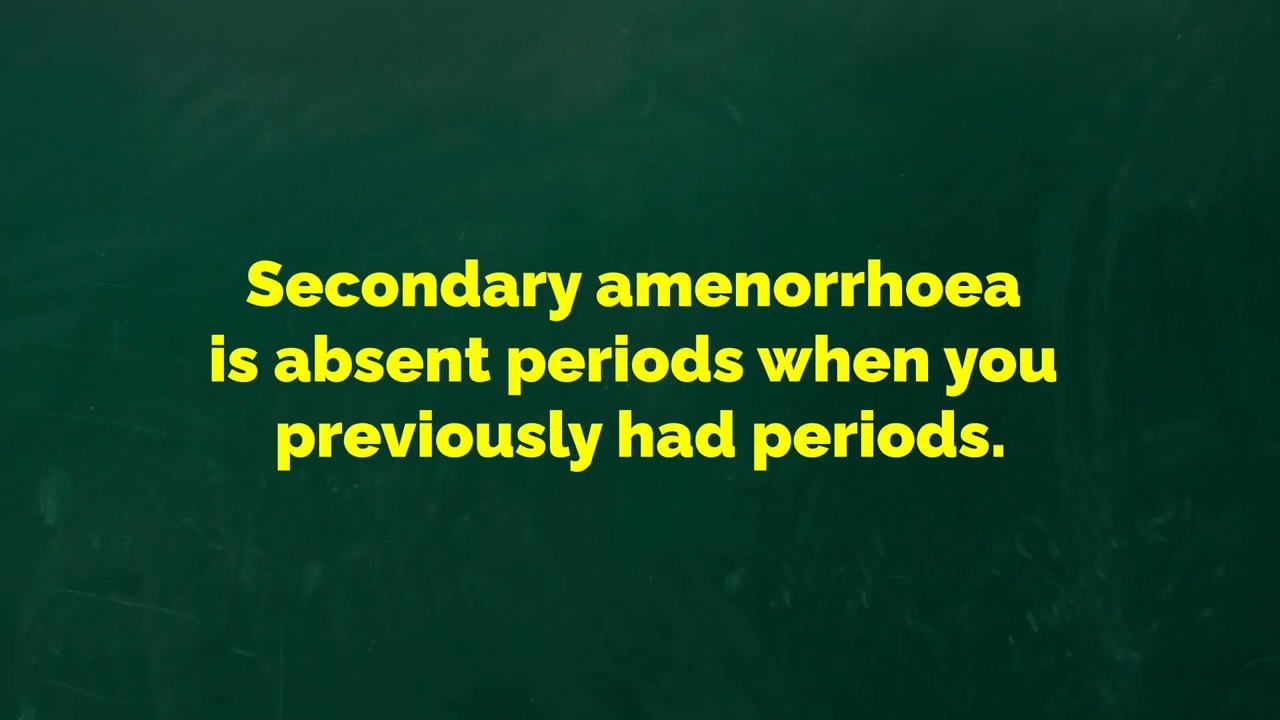 Secondary amenorrhoea
is absent periods when you
previously had periods.